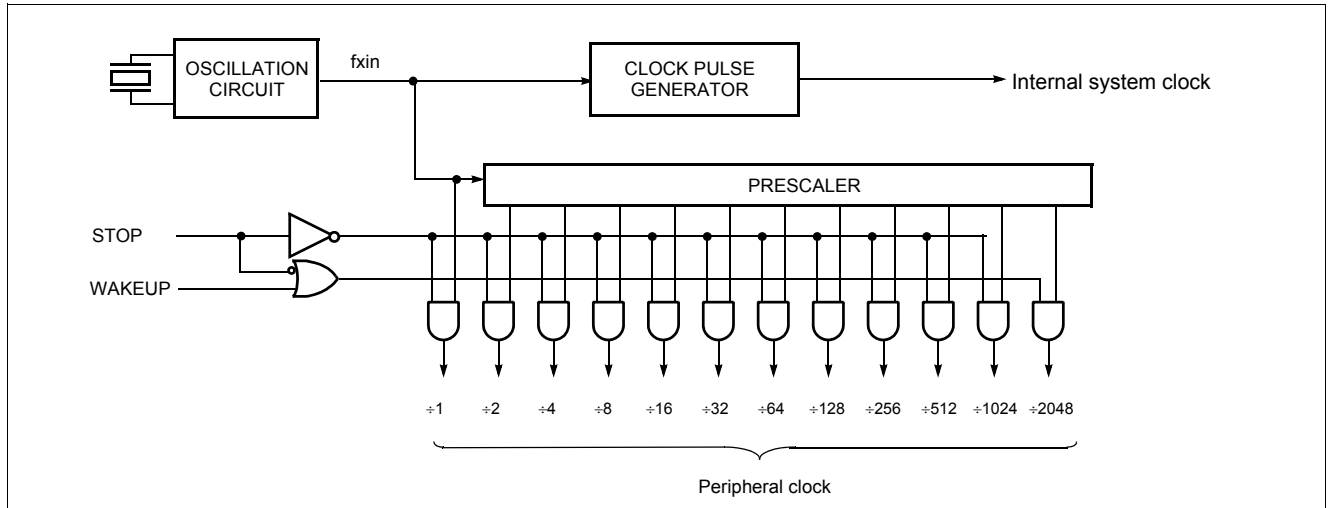 OSCILLATION
CIRCUIT
fxin
CLOCK PULSE
GENERATOR
Internal system clock
PRESCALER
STOP
WAKEUP
÷1 ÷2 ÷4 ÷8 ÷16 ÷32 ÷64 ÷128 ÷256 ÷512 ÷1024 ÷2048
Peripheral clock